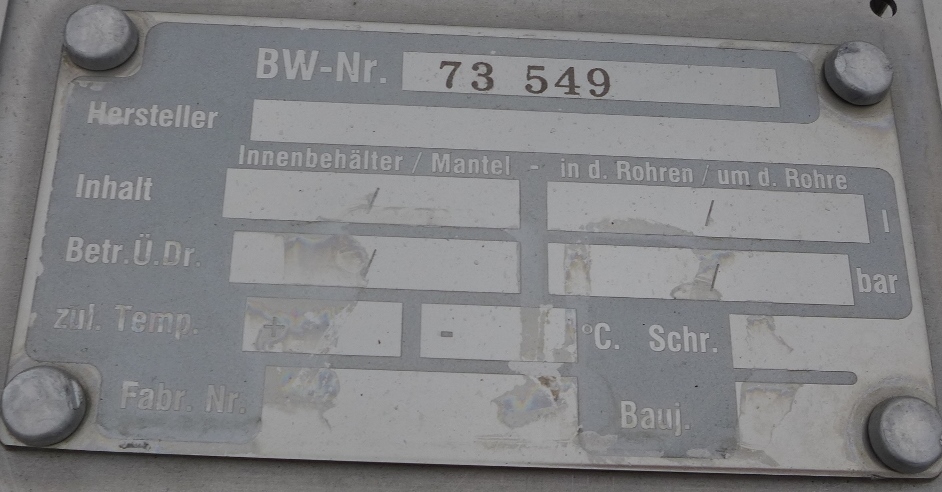 BW-Nr. 73 549
Hersteller
Innenbehälter / Mantel - in d. Rohren / um d. Rohre
Inhalt / / l
Betr.Ü.Dr. / / bar
zul. Temp. + - °C. Schr.
Fabr. Nr. Bauj.